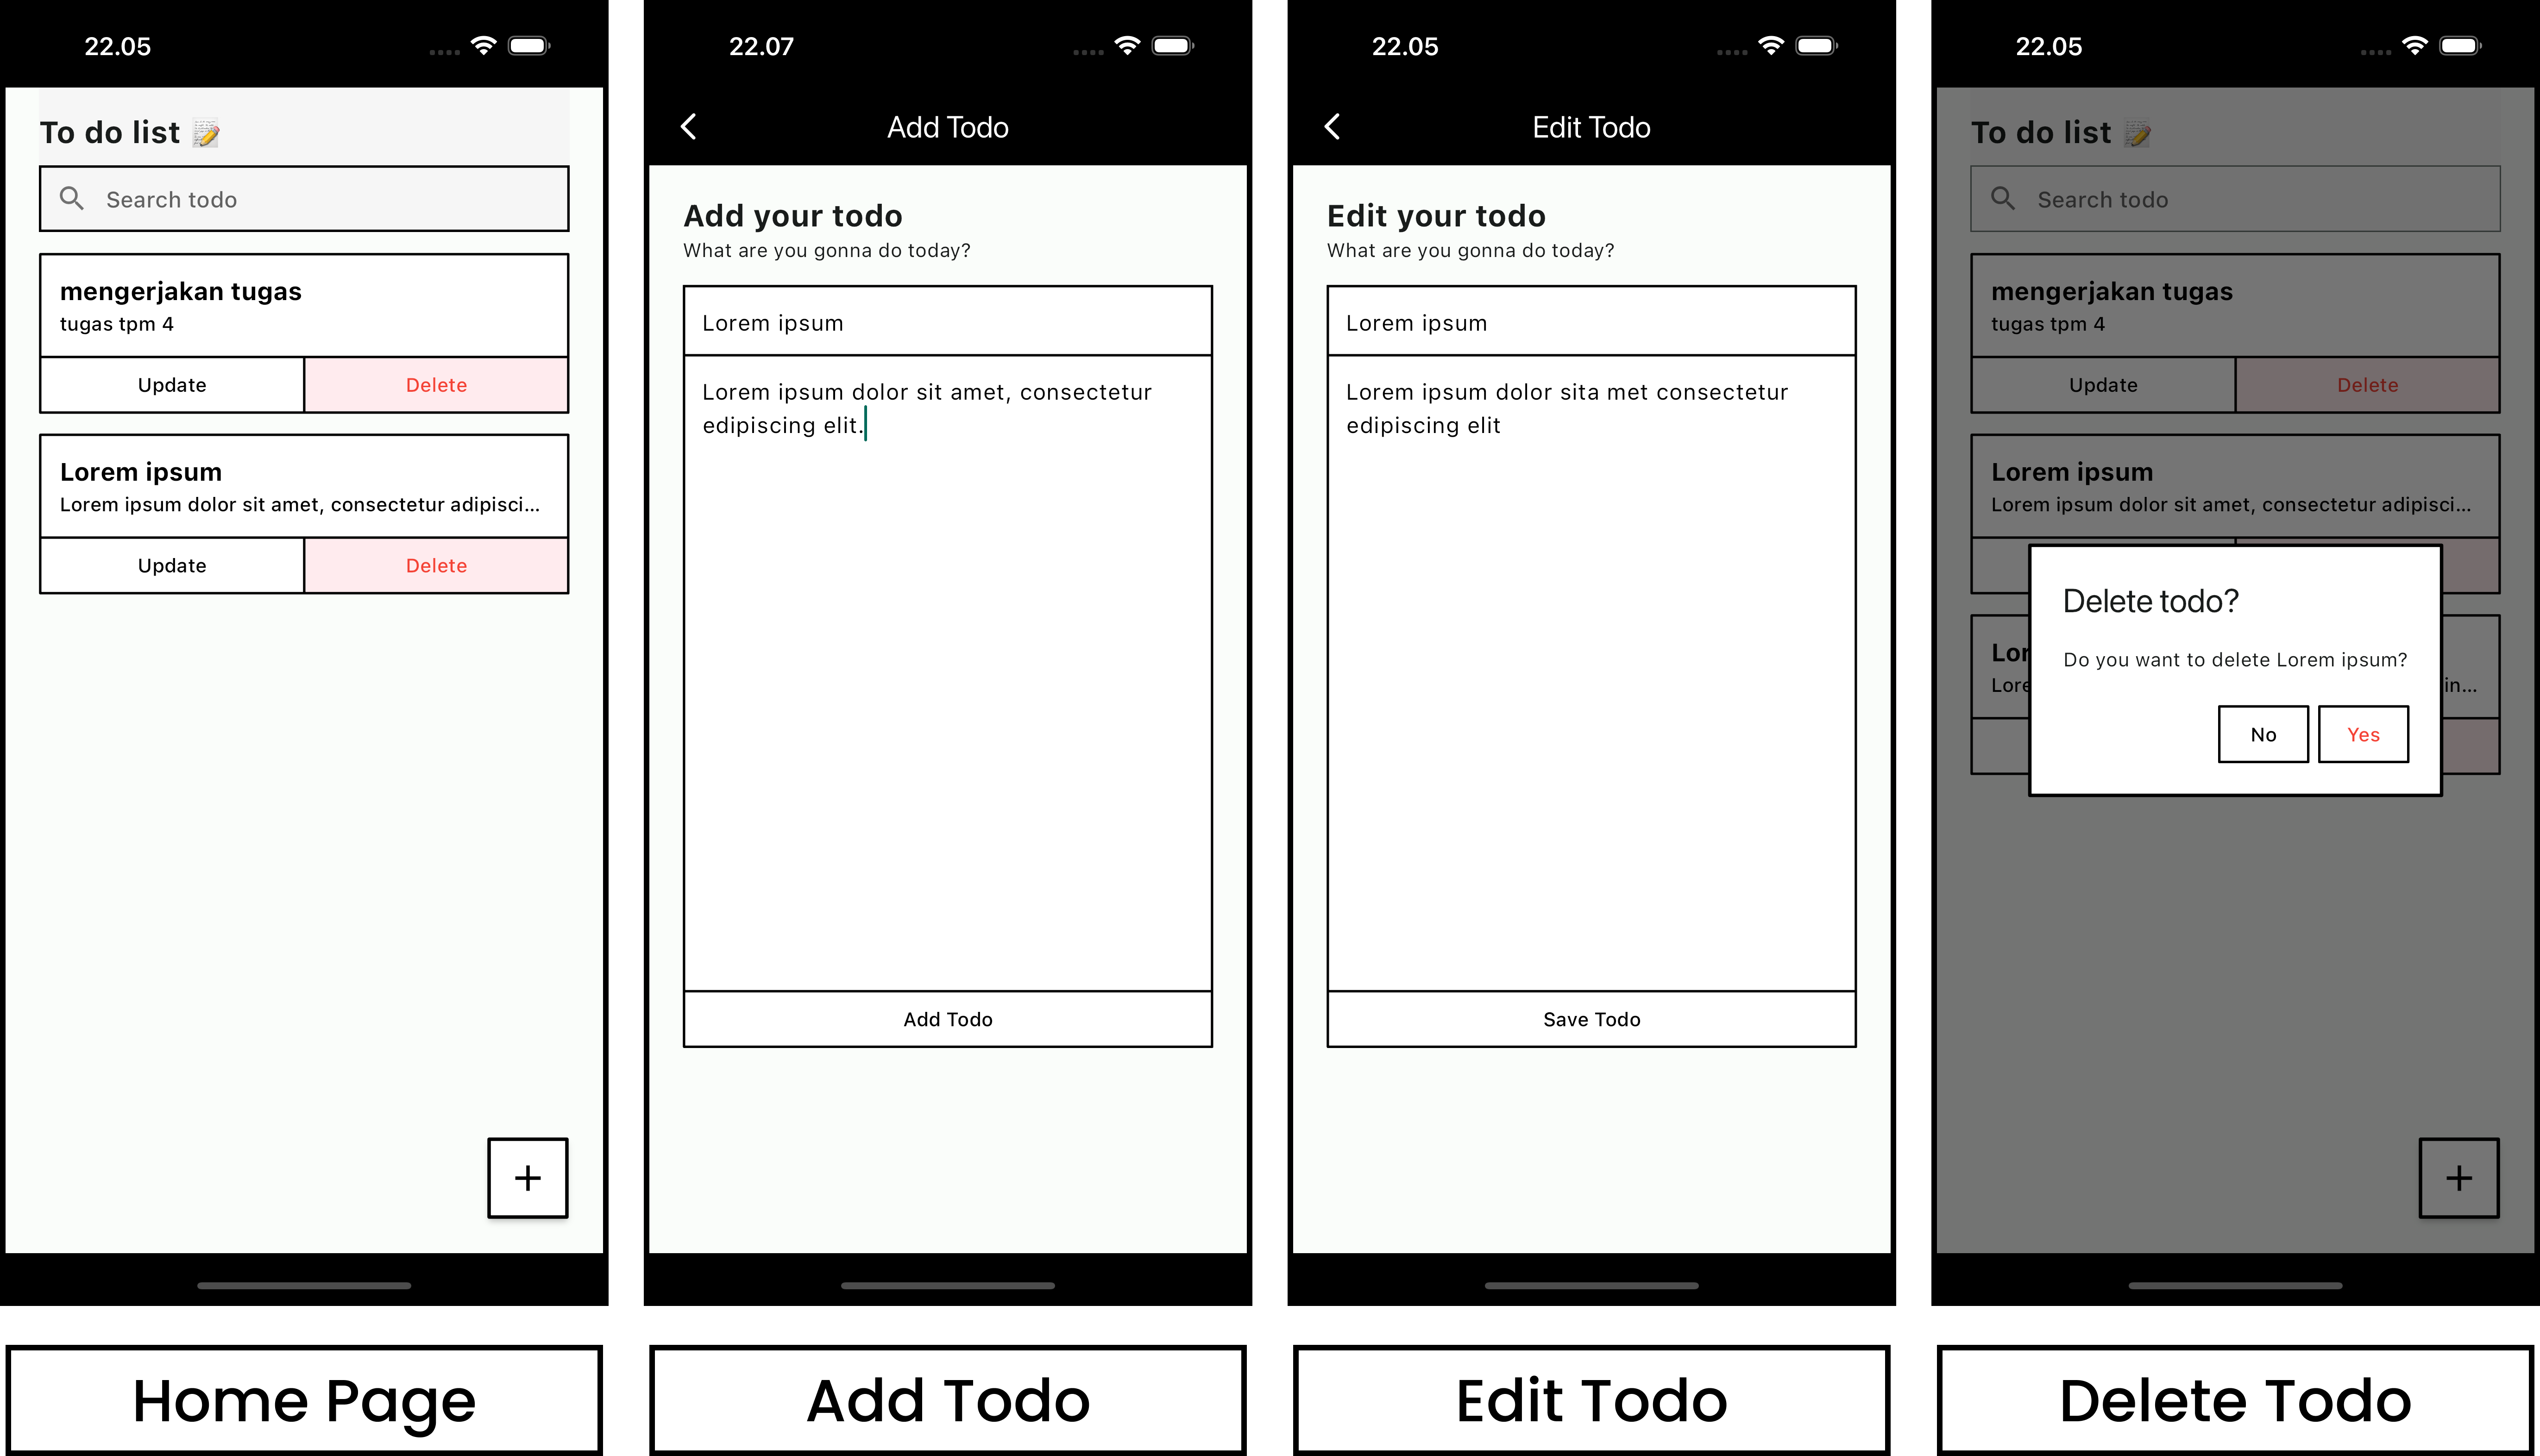 22.05
To do list 📝
Search todo
mengerjakan tugas
tugas tpm 4
Update
Delete
Lorem ipsum
Lorem ipsum dolor sit amet, consectetur adipisci...
Update
Delete
Home Page
22.07
Add Todo
Add your todo
What are you gonna do today?
Lorem ipsum
Lorem ipsum dolor sit amet, consectetur
edipiscing elit.
Add Todo
Add Todo
22.05
Edit Todo
Edit your todo
What are you gonna do today?
Lorem ipsum
Lorem ipsum dolor sita met consectetur
edipiscing elit
Save Todo
Edit Todo
22.05
To do list 📝
Search todo
mengerjakan tugas
tugas tpm 4
Update
Delete
Lorem ipsum
Lorem ipsum dolor sit amet, consectetur adipisci...
Lor
Lore
in...
Delete todo?
Do you want to delete Lorem ipsum?
No
Yes
Delete Todo